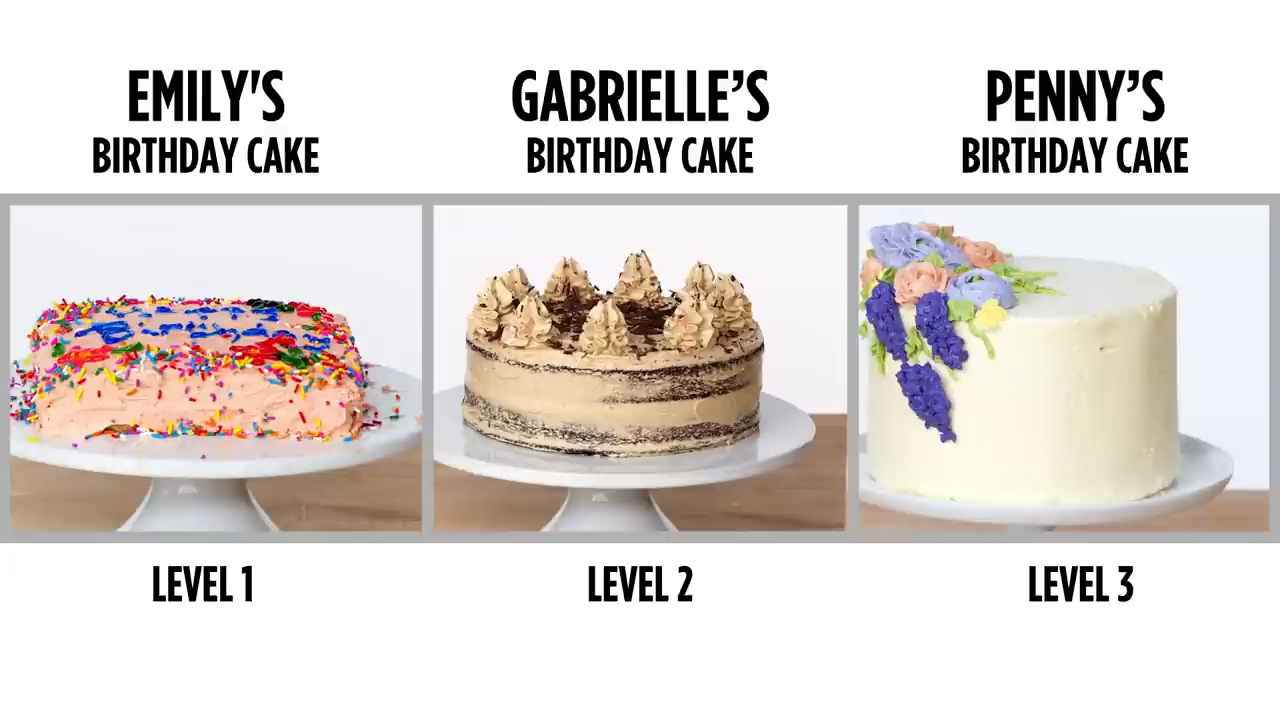 EMILY'S
BIRTHDAY CAKE
GABRIELLE’S
BIRTHDAY CAKE
PENNY’S
BIRTHDAY CAKE
LEVEL 1
LEVEL 2
LEVEL 3